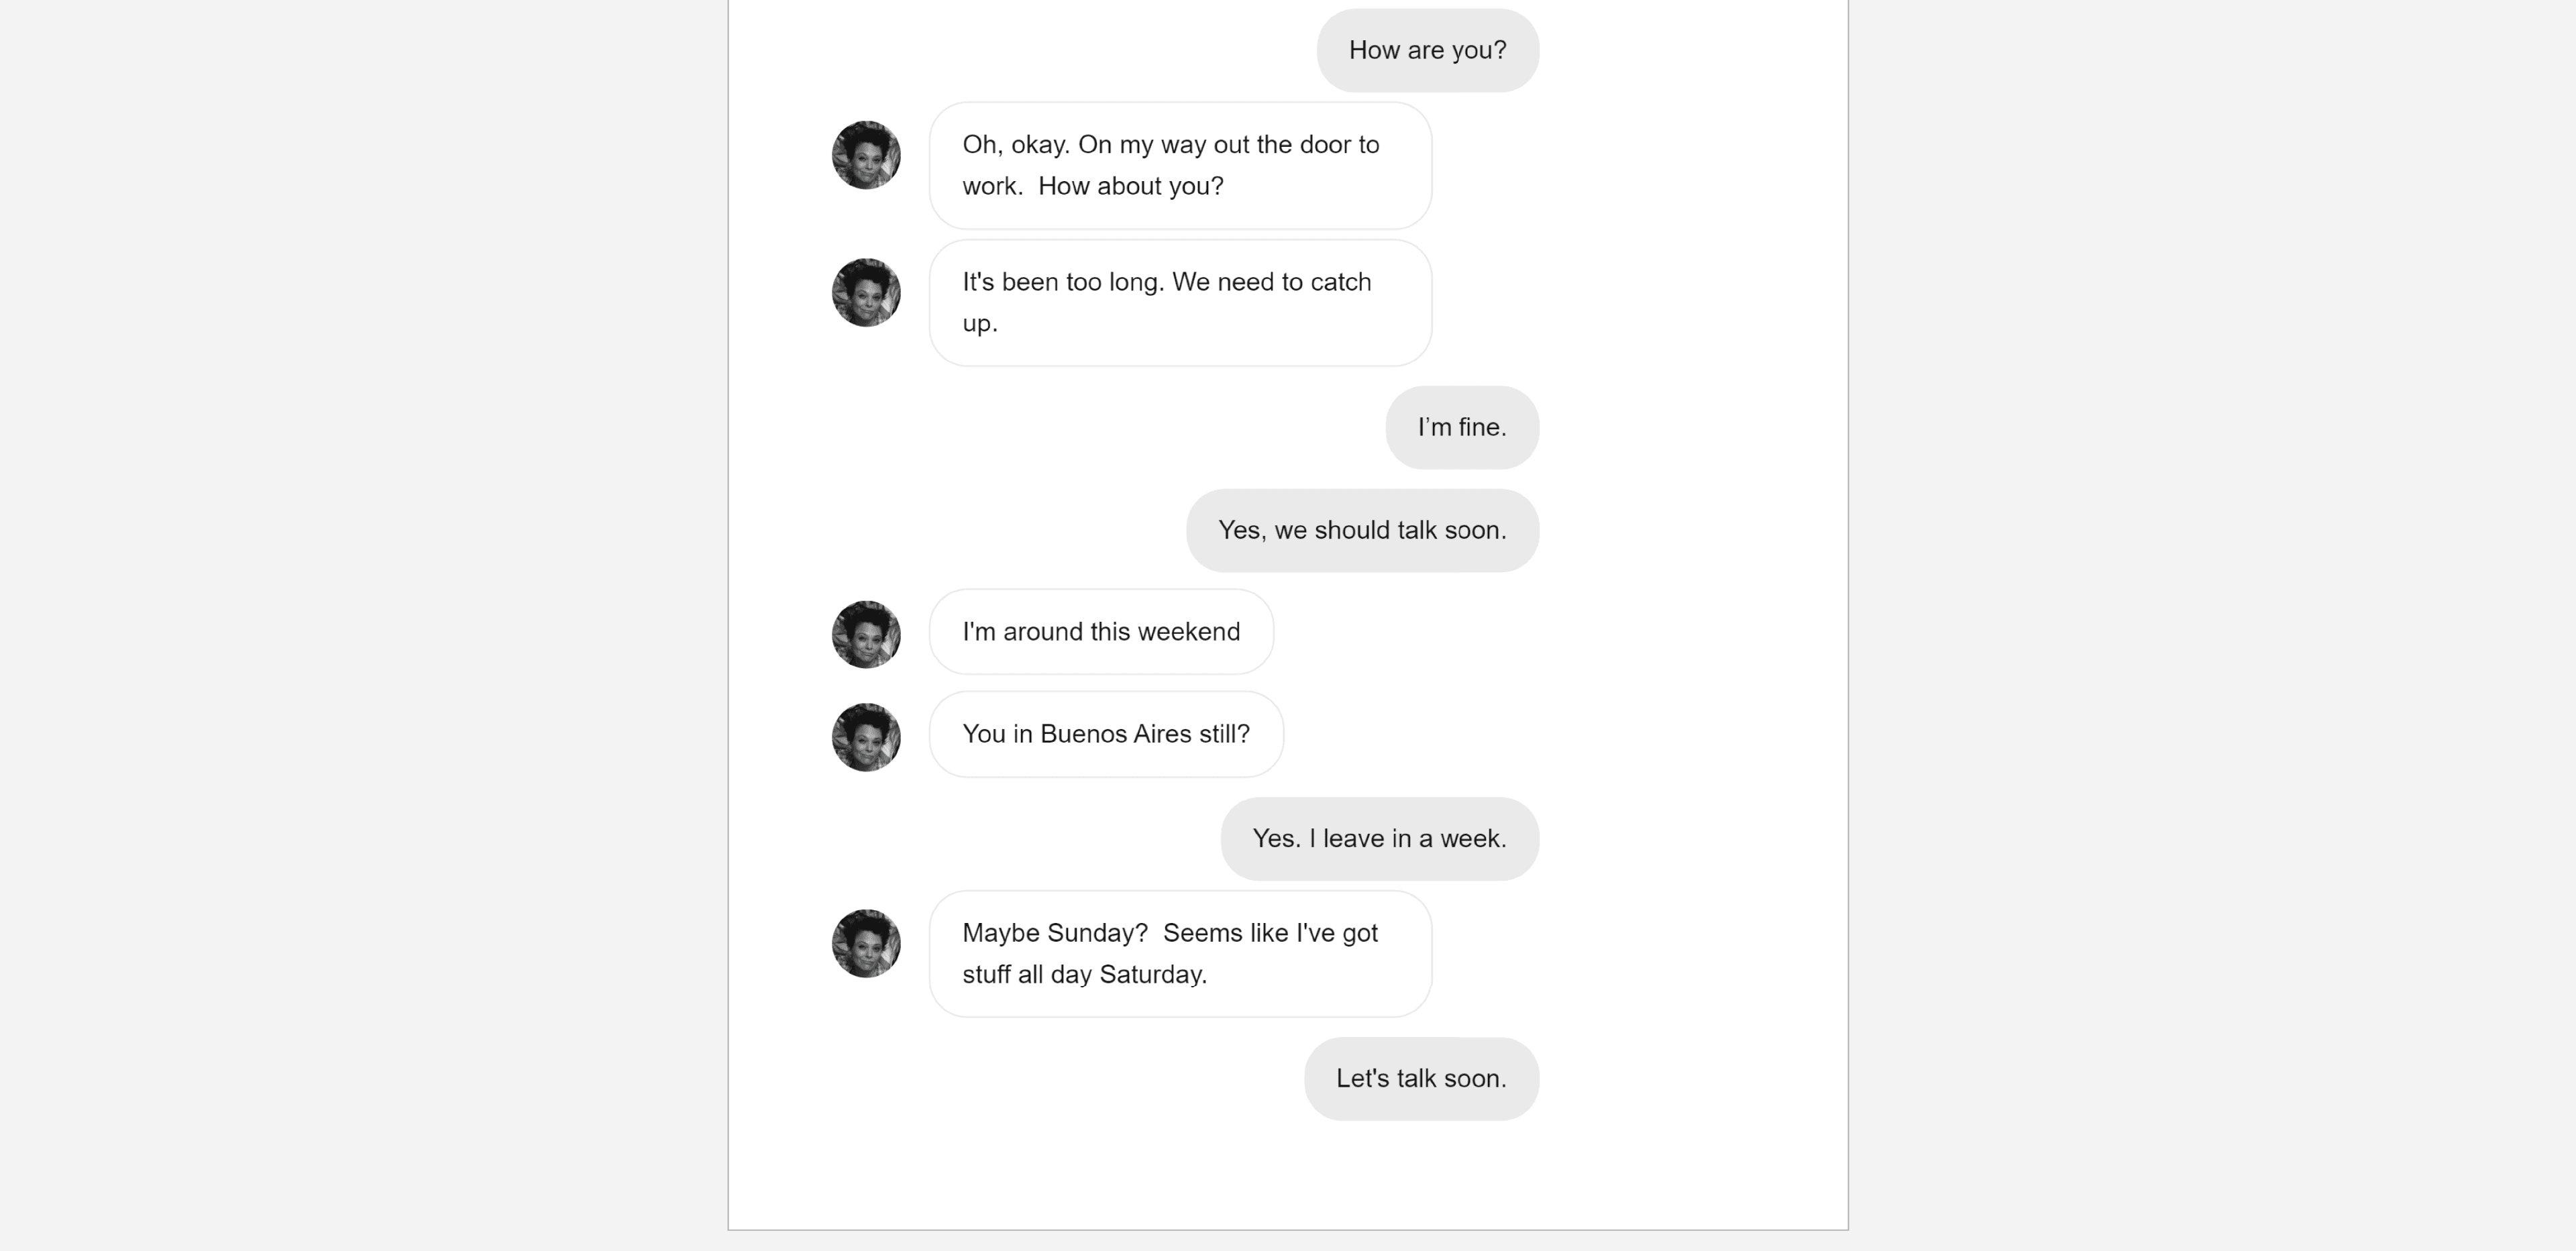 How are you?
Oh, okay. On my way out the door to
work.  How about you?
It's been too long. We need to catch
up.
I’m fine.
Yes, we should talk soon.
I'm around this weekend
You in Buenos Aires still?
Yes. I leave in a week.
Maybe Sunday?  Seems like I've got
stuff all day Saturday.
Let's talk soon.